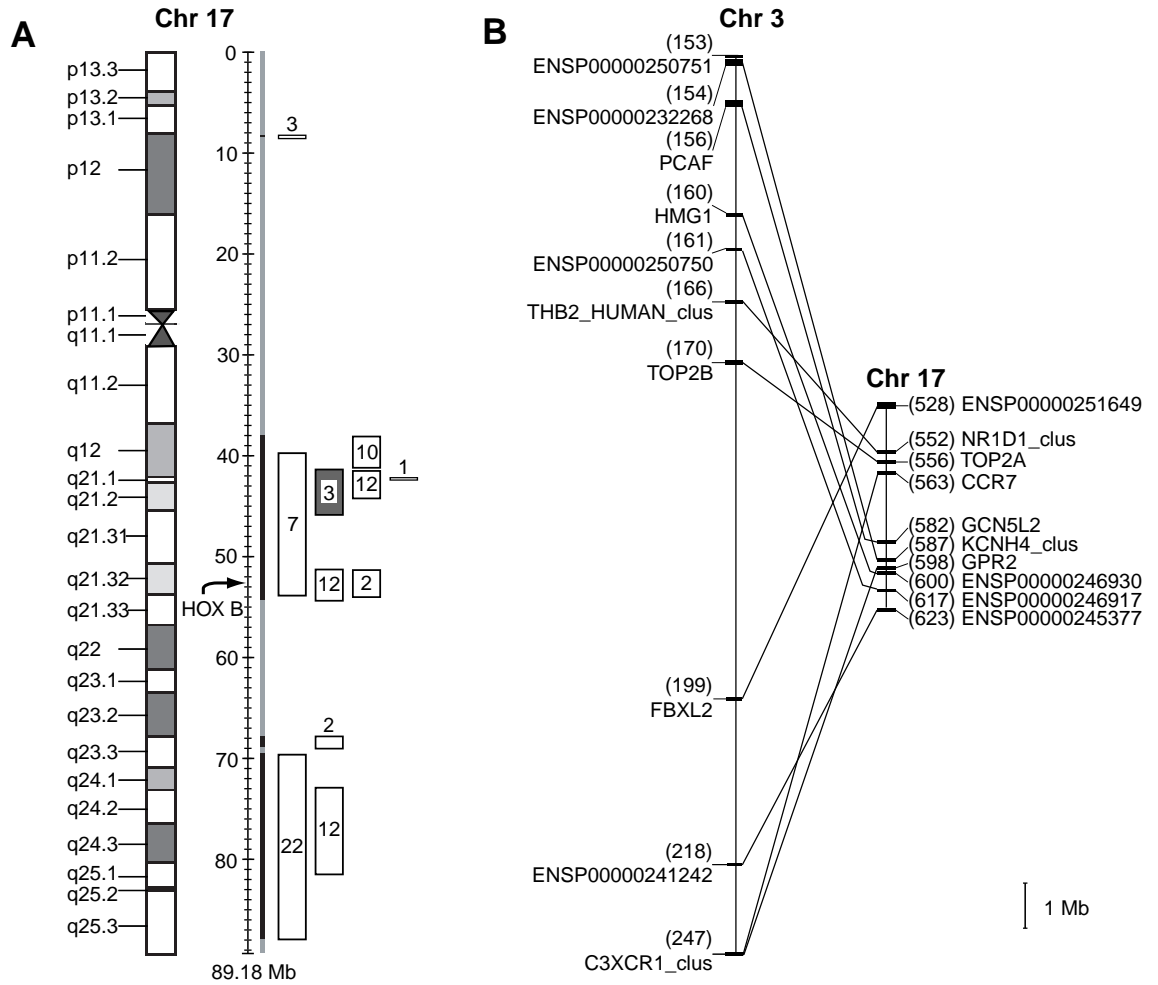 A
Chr 17
p13.3
p13.2
p13.1
p12
p11.2
p11.1
q11.1
q11.2
q12
q21.1
q21.2
q21.31
q21.32
q21.33
q22
q23.1
q23.2
q23.3
q24.1
q24.2
q24.3
q25.1
q25.2
q25.3
0
10
20
30
40
50
60
70
80
89.18 Mb
HOX B
3
7
3
10
12
1
12
2
2
22
12
B
Chr 3
(153)
ENSP00000250751
(154)
ENSP00000232268
(156)
PCAF
(160)
HMG1
(161)
ENSP00000250750
(166)
THB2_HUMAN_clus
(170)
TOP2B
(199)
FBXL2
(218)
ENSP00000241242
(247)
C3XCR1_clus
Chr 17
(528) ENSP00000251649
(552) NR1D1_clus
(556) TOP2A
(563) CCR7
(582) GCN5L2
(587) KCNH4_clus
(598) GPR2
(600) ENSP00000246930
(617) ENSP00000246917
(623) ENSP00000245377
1 Mb